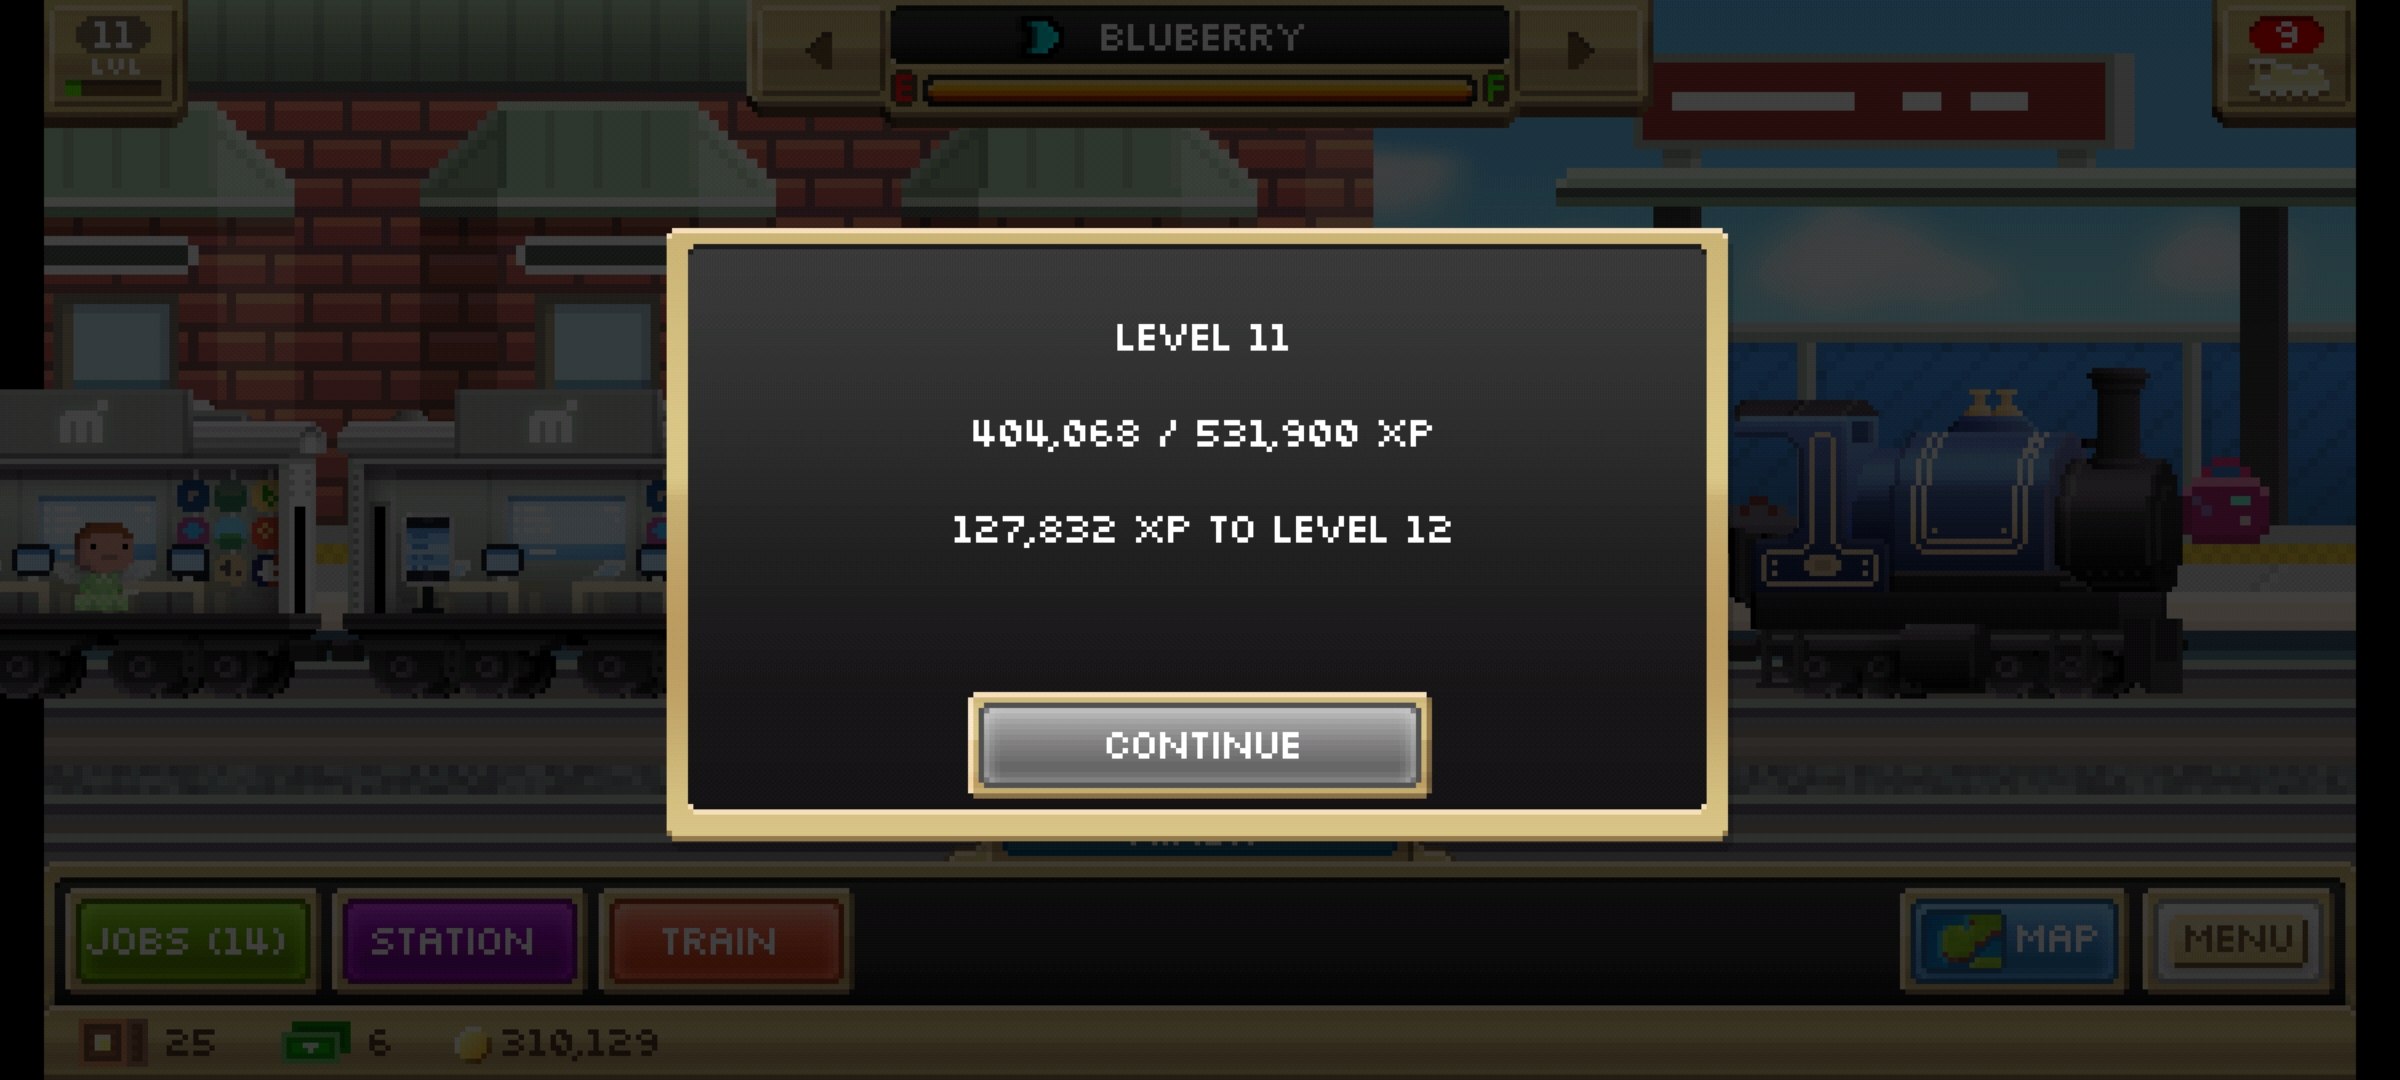 11
LVL
BLUBERRY
9
E
F
LEVEL 11
404,068 / 531,900 XP
127,832 XP TO LEVEL 12
CONTINUE
JOBS (14)
STATION
TRAIN
MAP
MENU
25
6
310,129